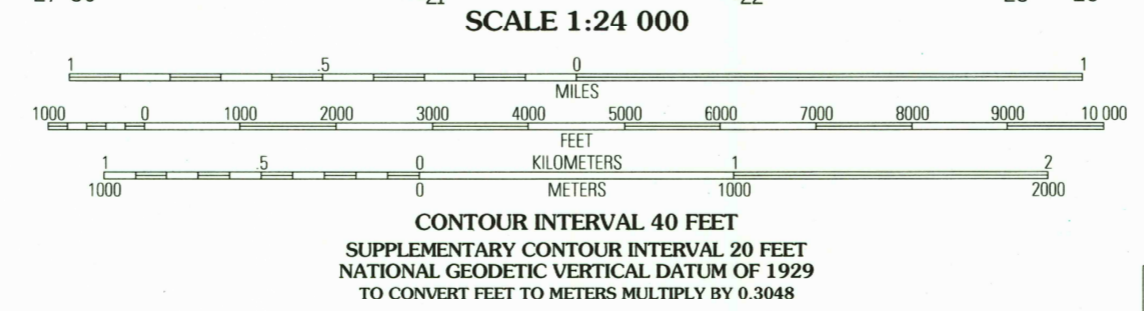 SCALE 1:24 000
1 .5 0 1
MILES
1000 0 1000 2000 3000 4000 5000 6000 7000 8000 9000 10 000
FEET
1 .5 0 KILOMETERS 1 2
1000 0 METERS 1000 2000
CONTOUR INTERVAL 40 FEET
SUPPLEMENTARY CONTOUR INTERVAL 20 FEET
NATIONAL GEODETIC VERTICAL DATUM OF 1929
TO CONVERT FEET TO METERS MULTIPLY BY 0.3048